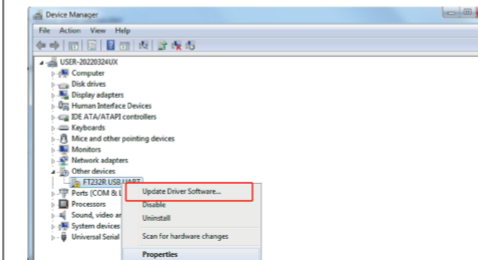 Device Manager
File Action View Help
USER-20220324UX
Computer
Disk drives
Display adapters
Human Interface Devices
IDE ATA/ATAPI controllers
Keyboards
Mice and other pointing devices
Monitors
Network adapters
Other devices
FT232R USB UART
Ports (COM & L
Processors
Sound, video ar
System devices
Universal Serial
Update Driver Software...
Disable
Uninstall
Scan for hardware changes
Properties